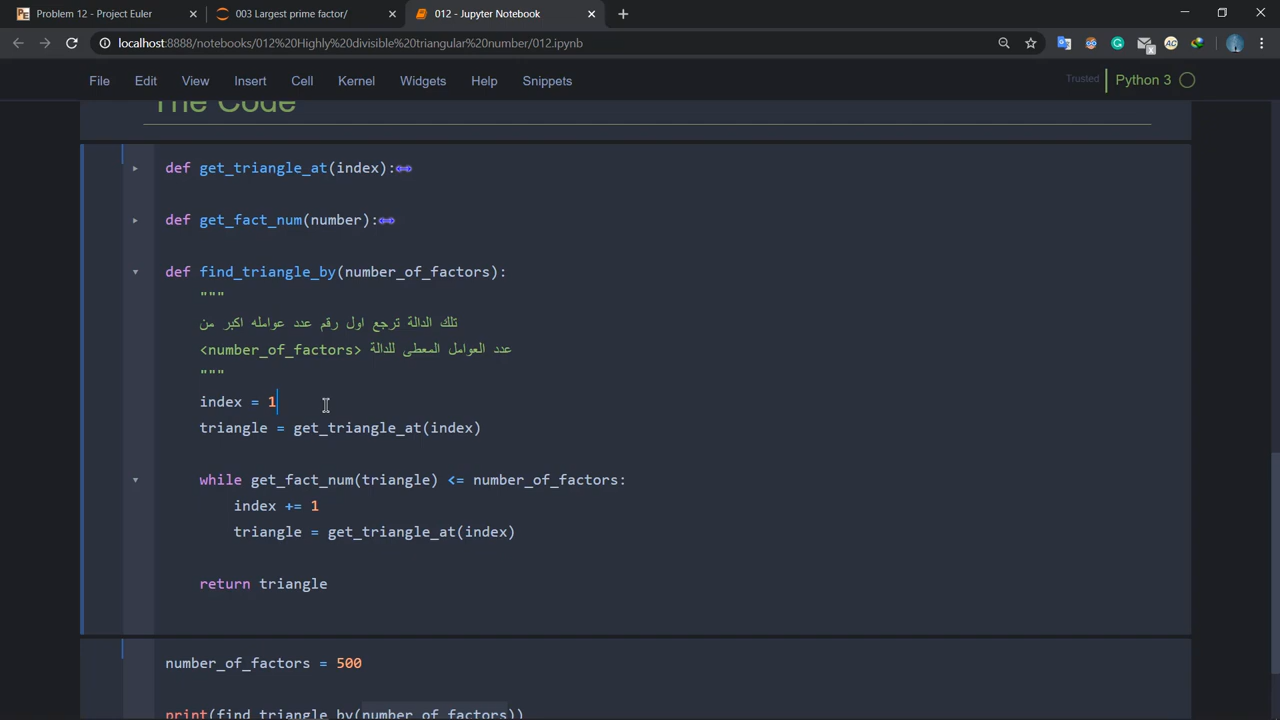 Problem 12 - Project Euler
003 Largest prime factor/
012 - Jupyter Notebook
localhost:8888/notebooks/012%20Highly%20divisible%20triangular%20number/012.ipynb
File Edit View Insert Cell Kernel Widgets Help Snippets
Trusted
Python 3
The Code
def get_triangle_at(index):
def get_fact_num(number):
def find_triangle_by(number_of_factors):
"""
تلك الدالة ترجع اول رقم عدد عوامله اكبر من
عدد العوامل المعطى للدالة <number_of_factors>
"""
index = 1
triangle = get_triangle_at(index)
while get_fact_num(triangle) <= number_of_factors:
index += 1
triangle = get_triangle_at(index)
return triangle
number_of_factors = 500
print(find_triangle_by(number_of_factors))